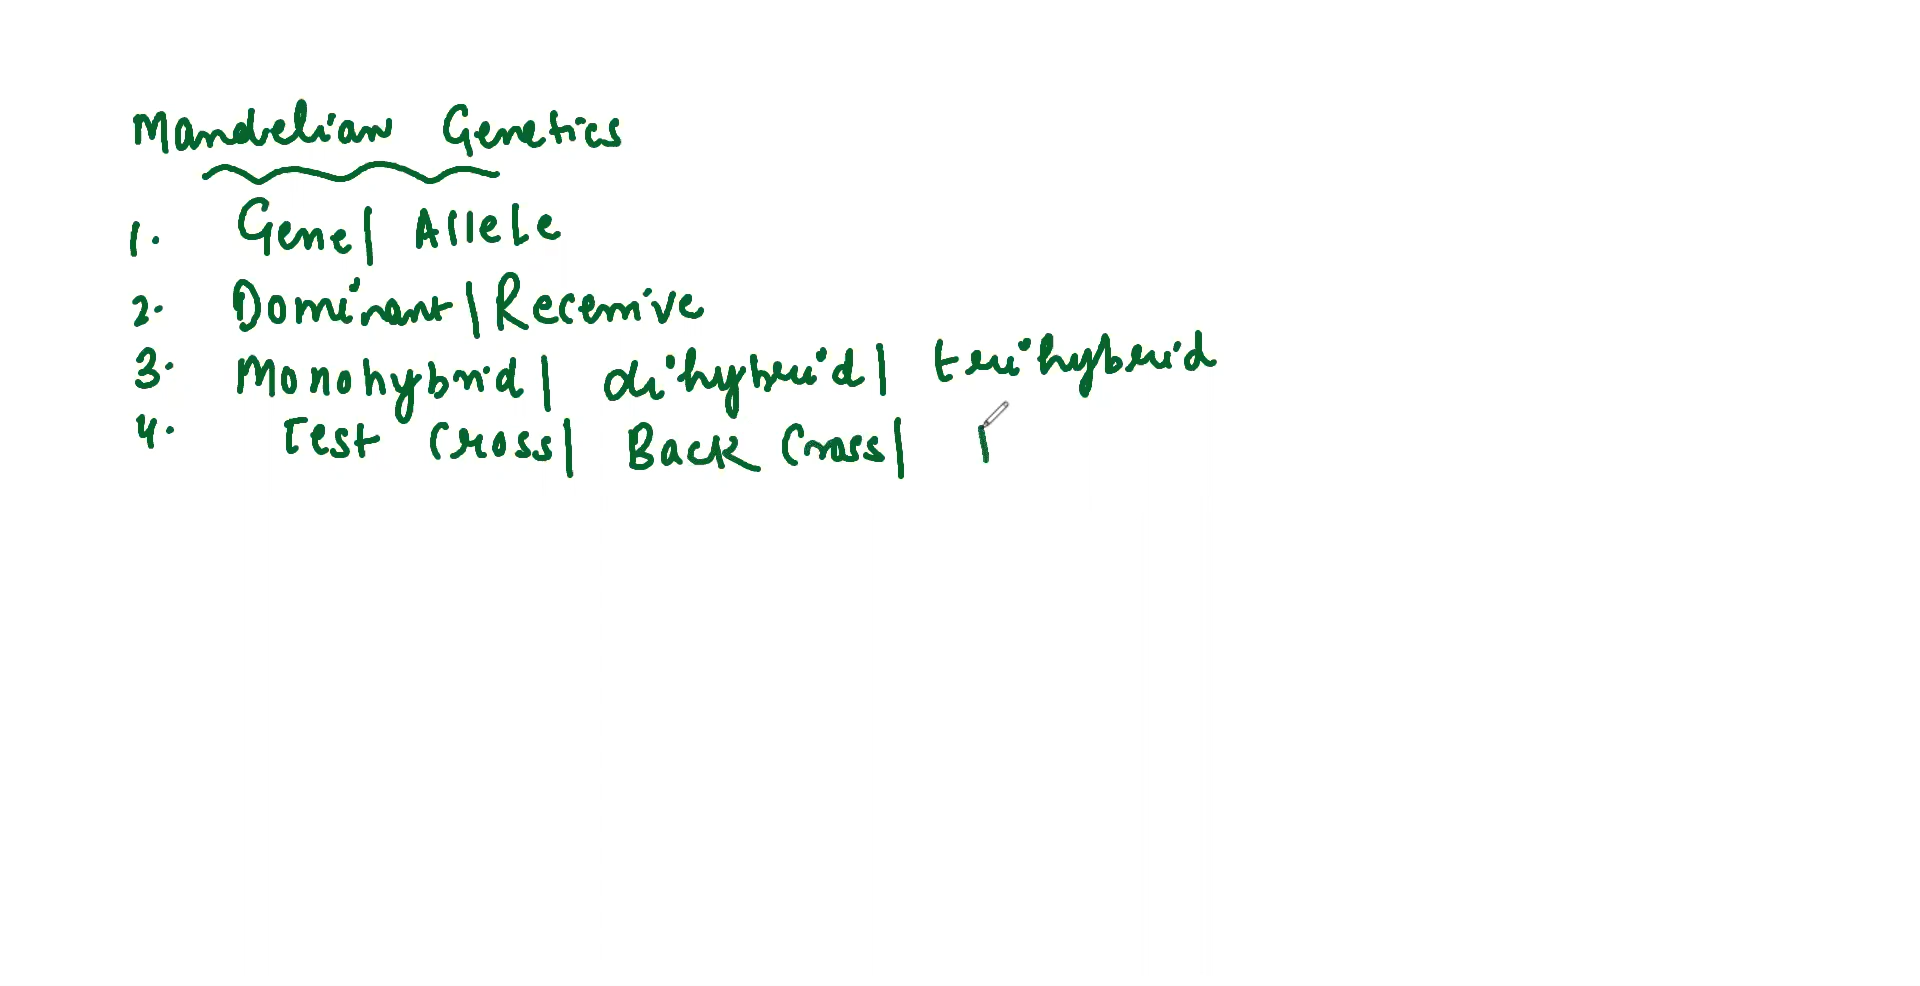 Mandelian Genetics
1. Gene| Allele
2. Dominant|Recessive
3. Monohybrid| dihybrid| trihybrid
4. Test Cross| Back Cross|